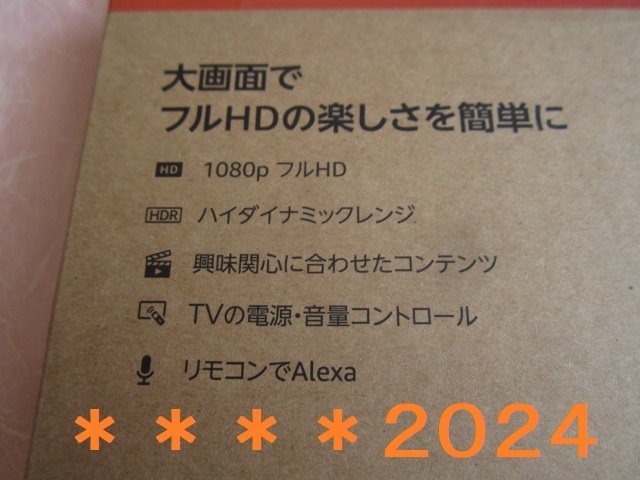 大画面で
フルHDの楽しさを簡単に
HD 1080p フルHD
HDR ハイダイナミックレンジ
興味関心に合わせたコンテンツ
TVの電源・音量コントロール
リモコンでAlexa
＊＊＊＊2024